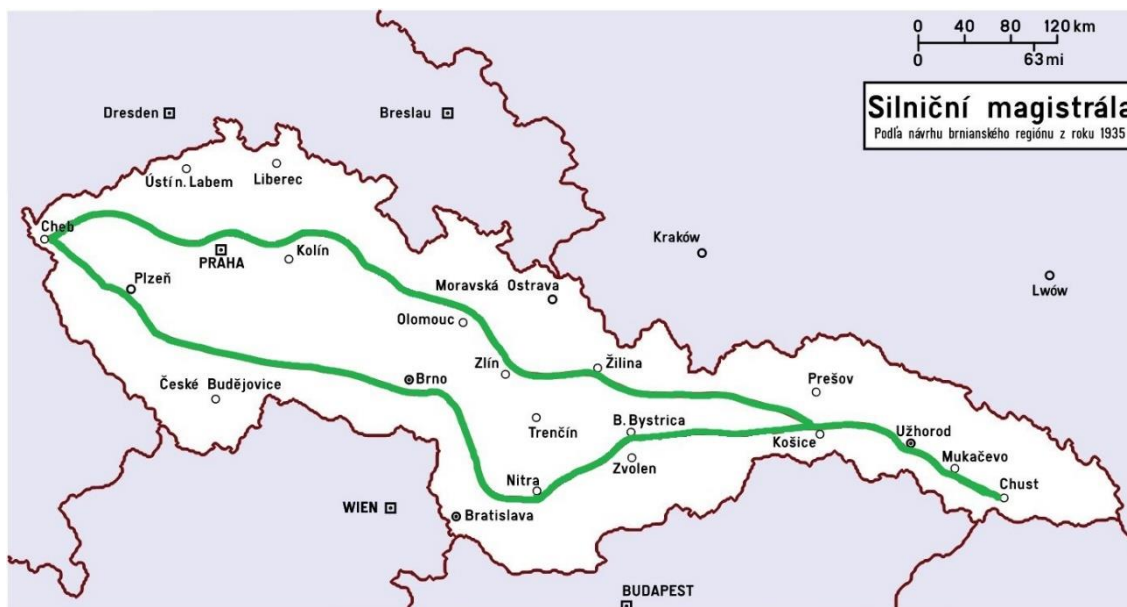 0 40 80 120 km
0 63 mi
Silniční magistrála
Podľa návrhu brnianského regiónu z roku 1935
Dresden
Breslau
Ústí n. Labem
Liberec
Cheb
PRAHA
Kolín
Kraków
Plzeň
Moravská Ostrava
Lwów
Olomouc
Zlín
Žilina
České Budějovice
Brno
Prešov
Trenčín
B. Bystrica
Košice
Užhorod
Zvolen
Mukačevo
Nitra
Chust
WIEN
Bratislava
BUDAPEST